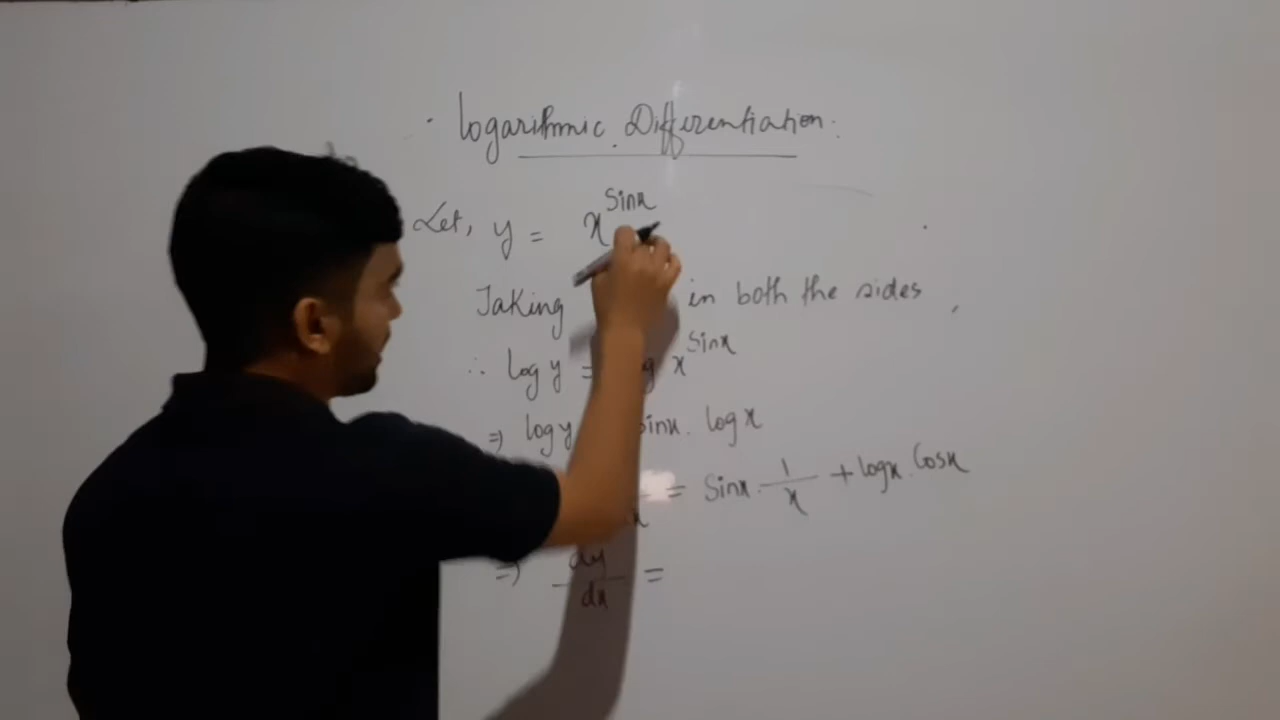 Logarithmic Differentiation.
Let, y = x^sinx
Taking in both the sides,
∴ log y = x^sinx
⇒ log y sinx. log x
= sinx. 1/x + logx. cosx
⇒ dy/dx =